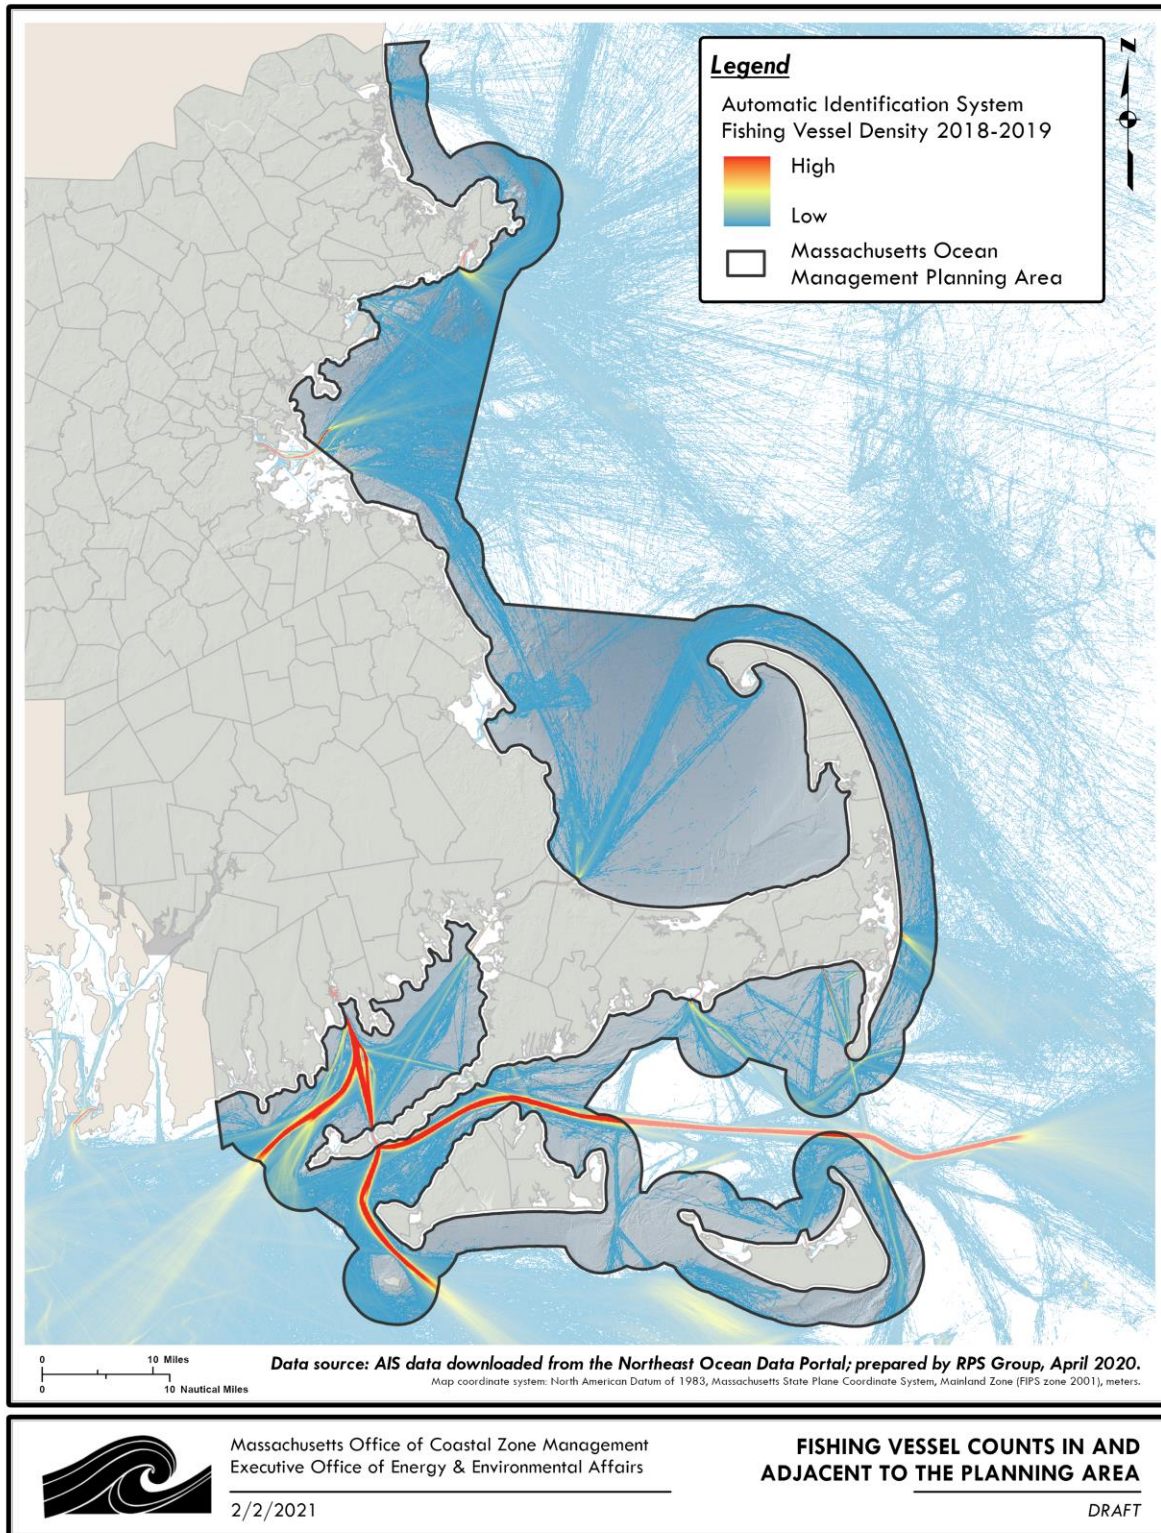 Legend
Automatic Identification System
Fishing Vessel Density 2018-2019
High
Low
Massachusetts Ocean
Management Planning Area
N
0 10 Miles
0 10 Nautical Miles
Data source: AIS data downloaded from the Northeast Ocean Data Portal; prepared by RPS Group, April 2020.
Map coordinate system: North American Datum of 1983, Massachusetts State Plane Coordinate System, Mainland Zone (FIPS zone 2001), meters.
Massachusetts Office of Coastal Zone Management
Executive Office of Energy & Environmental Affairs
2/2/2021
FISHING VESSEL COUNTS IN AND
ADJACENT TO THE PLANNING AREA
DRAFT